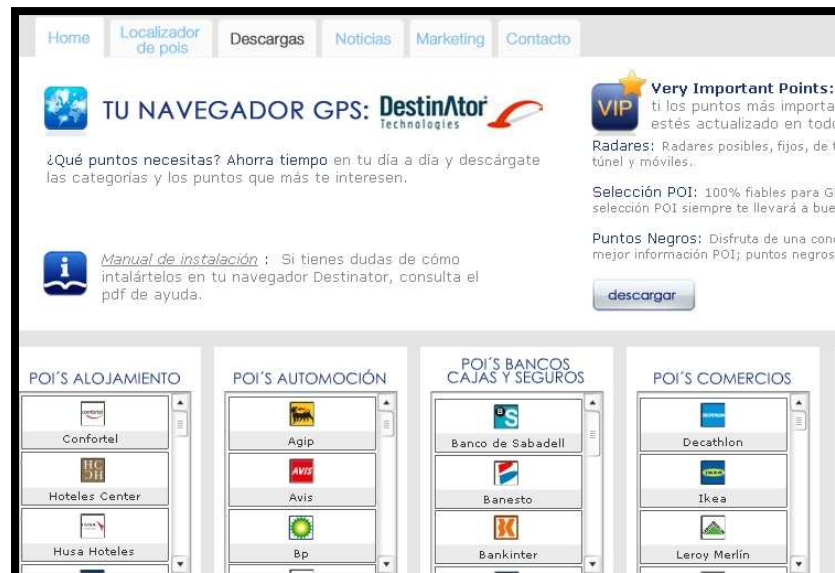 Home
Localizador
de pois
Descargas
Noticias
Marketing
Contacto
TU NAVEGADOR GPS: DestinAtor
Technologies
¿Qué puntos necesitas? Ahorra tiempo en tu día a día y descárgate
las categorías y los puntos que más te interesen.
Manual de instalación : Si tienes dudas de cómo
intalártelos en tu navegador Destinator, consulta el
pdf de ayuda.
VIP
Very Important Points:
ti los puntos más importa
estés actualizado en tod
Radares: Radares posibles, fijos, de t
túnel y móviles.
Selección POI: 100% fiables para G
selección POI siempre te llevará a bue
Puntos Negros: Disfruta de una con
mejor información POI; puntos negros
descargar
POI´S ALOJAMIENTO
confortel
Confortel
HC
Hoteles Center
Husa Hoteles
POI´S AUTOMOCIÓN
Agip
AVIS
Avis
Bp
POI´S BANCOS
CAJAS Y SEGUROS
BS
Banco de Sabadell
Banesto
Bankinter
POI´S COMERCIOS
Decathlon
IKEA
Ikea
Leroy Merlín